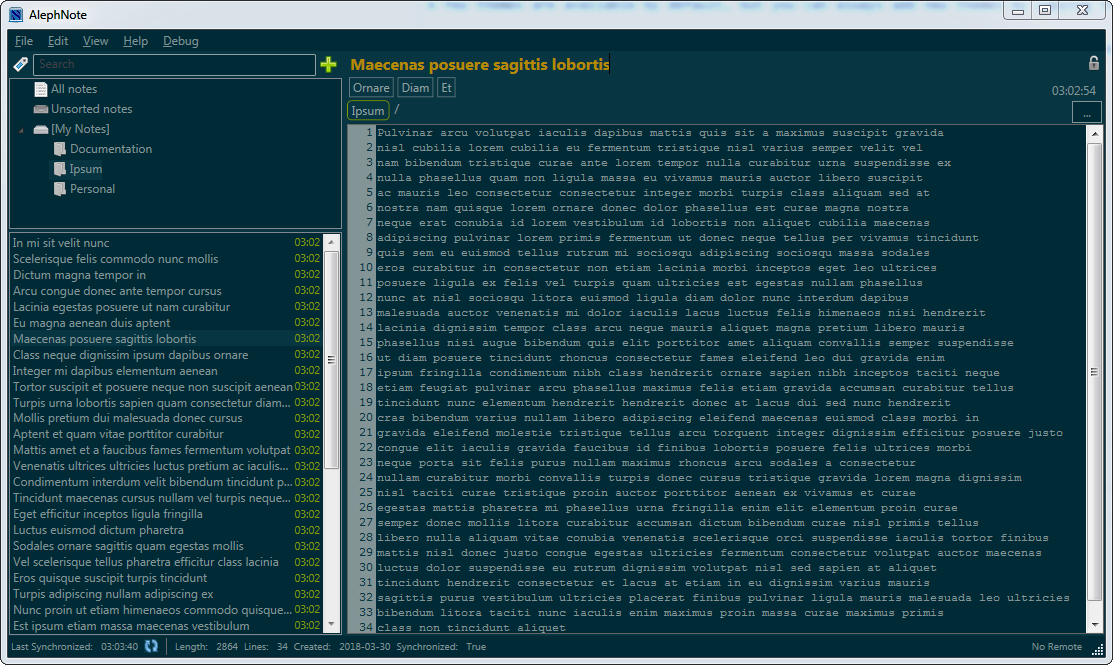 AlephNote
File Edit View Help Debug
Search
All notes
Unsorted notes
[My Notes]
Documentation
Ipsum
Personal
In mi sit velit nunc 03:02
Scelerisque felis commodo nunc mollis 03:02
Dictum magna tempor in 03:02
Arcu congue donec ante tempor cursus 03:02
Lacinia egestas posuere ut nam curabitur 03:02
Eu magna aenean duis aptent 03:02
Maecenas posuere sagittis lobortis 03:02
Class neque dignissim ipsum dapibus ornare 03:02
Integer mi dapibus elementum aenean 03:02
Tortor suscipit et posuere neque non suscipit aenean 03:02
Turpis urna lobortis sapien quam consectetur diam... 03:02
Mollis pretium dui malesuada donec cursus 03:02
Aptent et quam vitae porttitor curabitur 03:02
Mattis amet et a faucibus fames fermentum volutpat 03:02
Venenatis ultrices ultricies luctus pretium ac iaculis... 03:02
Condimentum interdum velit bibendum tincidunt p... 03:02
Tincidunt maecenas cursus nullam vel turpis neque... 03:02
Eget efficitur inceptos ligula fringilla 03:02
Luctus euismod dictum pharetra 03:02
Sodales ornare sagittis quam egestas mollis 03:02
Vel scelerisque tellus pharetra efficitur class lacinia 03:02
Eros quisque suscipit turpis tincidunt 03:02
Turpis adipiscing nullam adipiscing ex 03:02
Nunc proin ut etiam himenaeos commodo quisque... 03:02
Est ipsum etiam massa maecenas vestibulum 03:02
Maecenas posuere sagittis lobortis
Ornare Diam Et
03:02:54
Ipsum /
...
1 Pulvinar arcu volutpat iaculis dapibus mattis quis sit a maximus suscipit gravida
2 nisl cubilia lorem cubilia eu fermentum tristique nisl varius semper velit vel
3 nam bibendum tristique curae ante lorem tempor nulla curabitur urna suspendisse ex
4 nulla phasellus quam non ligula massa eu vivamus mauris auctor libero suscipit
5 ac mauris leo consectetur consectetur integer morbi turpis class aliquam sed at
6 nostra nam quisque lorem ornare donec dolor phasellus est curae magna nostra
7 neque erat conubia id lorem vestibulum id lobortis non aliquet cubilia maecenas
8 adipiscing pulvinar lorem primis fermentum ut donec neque tellus per vivamus tincidunt
9 quis sem eu euismod tellus rutrum mi sociosqu adipiscing sociosqu massa sodales
10 eros curabitur in consectetur non etiam lacinia morbi inceptos eget leo ultrices
11 posuere ligula ex felis vel turpis quam ultricies est egestas nullam phasellus
12 nunc at nisl sociosqu litora euismod ligula diam dolor nunc interdum dapibus
13 malesuada auctor venenatis mi dolor iaculis lacus luctus felis himenaeos nisi hendrerit
14 lacinia dignissim tempor class arcu neque mauris aliquet magna pretium libero mauris
15 phasellus nisi augue bibendum quis elit porttitor amet aliquam convallis semper suspendisse
16 ut diam posuere tincidunt rhoncus consectetur fames eleifend leo dui gravida enim
17 ipsum fringilla condimentum nibh class hendrerit ornare sapien nibh inceptos taciti neque
18 etiam feugiat pulvinar arcu phasellus maximus felis etiam gravida accumsan curabitur tellus
19 tincidunt nunc elementum hendrerit hendrerit donec at lacus dui sed nunc hendrerit
20 cras bibendum varius nullam libero adipiscing eleifend maecenas euismod class morbi in
21 gravida eleifend molestie tristique tellus arcu torquent integer dignissim efficitur posuere justo
22 congue elit iaculis gravida faucibus id finibus lobortis posuere felis ultrices morbi
23 neque porta sit felis purus nullam maximus rhoncus arcu sodales a consectetur
24 nullam curabitur morbi convallis turpis donec cursus tristique gravida lorem magna dignissim
25 nisl taciti curae tristique proin auctor porttitor aenean ex vivamus et curae
26 egestas mattis pharetra mi phasellus urna fringilla enim elit elementum proin curae
27 semper donec mollis litora curabitur accumsan dictum bibendum curae nisl primis tellus
28 libero nulla aliquam vitae conubia venenatis scelerisque orci suspendisse iaculis tortor finibus
29 mattis nisl donec justo congue egestas ultricies fermentum consectetur volutpat auctor maecenas
30 luctus dolor suspendisse eu rutrum dignissim volutpat nisl sed sapien at aliquet
31 tincidunt hendrerit consectetur et lacus at etiam in eu dignissim varius mauris
32 sagittis purus vestibulum ultricies placerat finibus pulvinar ligula mauris malesuada leo ultricies
33 bibendum litora taciti nunc iaculis enim maximus proin massa curae maximus primis
34 class non tincidunt aliquet
Last Synchronized: 03:03:40 Length: 2864 Lines: 34 Created: 2018-03-30 Synchronized: True No Remote